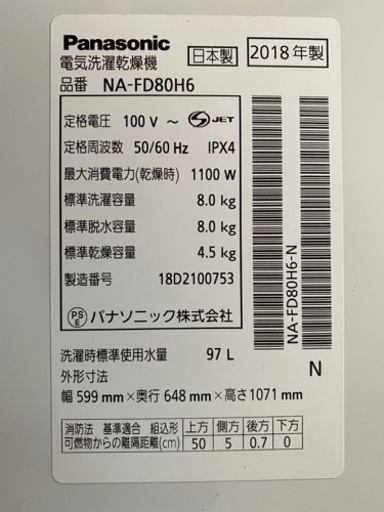 Panasonic
電気洗濯乾燥機
日本製
2018年製
品番 NA-FD80H6
定格電圧 100 V ～ S JET
定格周波数 50/60 Hz IPX4
最大消費電力(乾燥時) 1100 W
標準洗濯容量 8.0 kg
標準脱水容量 8.0 kg
標準乾燥容量 4.5 kg
製造番号 18D2100753
PSE パナソニック株式会社
NA-FD80H6-N
洗濯時標準使用水量 97 L
外形寸法
N
幅 599 mm×奥行 648 mm×高さ1071 mm
消防法 基準適合 組込形 上方 側方 後方 下方
可燃物からの離隔距離(cm) 50 5 0.7 0